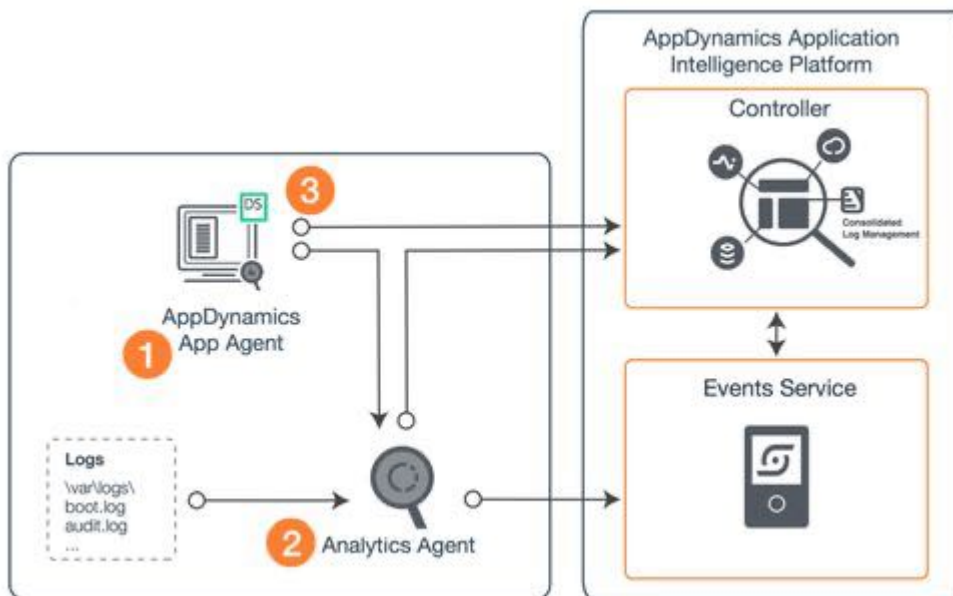 AppDynamics Application
Intelligence Platform
Controller
Consolidated
Log Management
3
DS
AppDynamics
App Agent
1
Events Service
Logs
\var\logs\
boot.log
audit.log
...
2
Analytics Agent